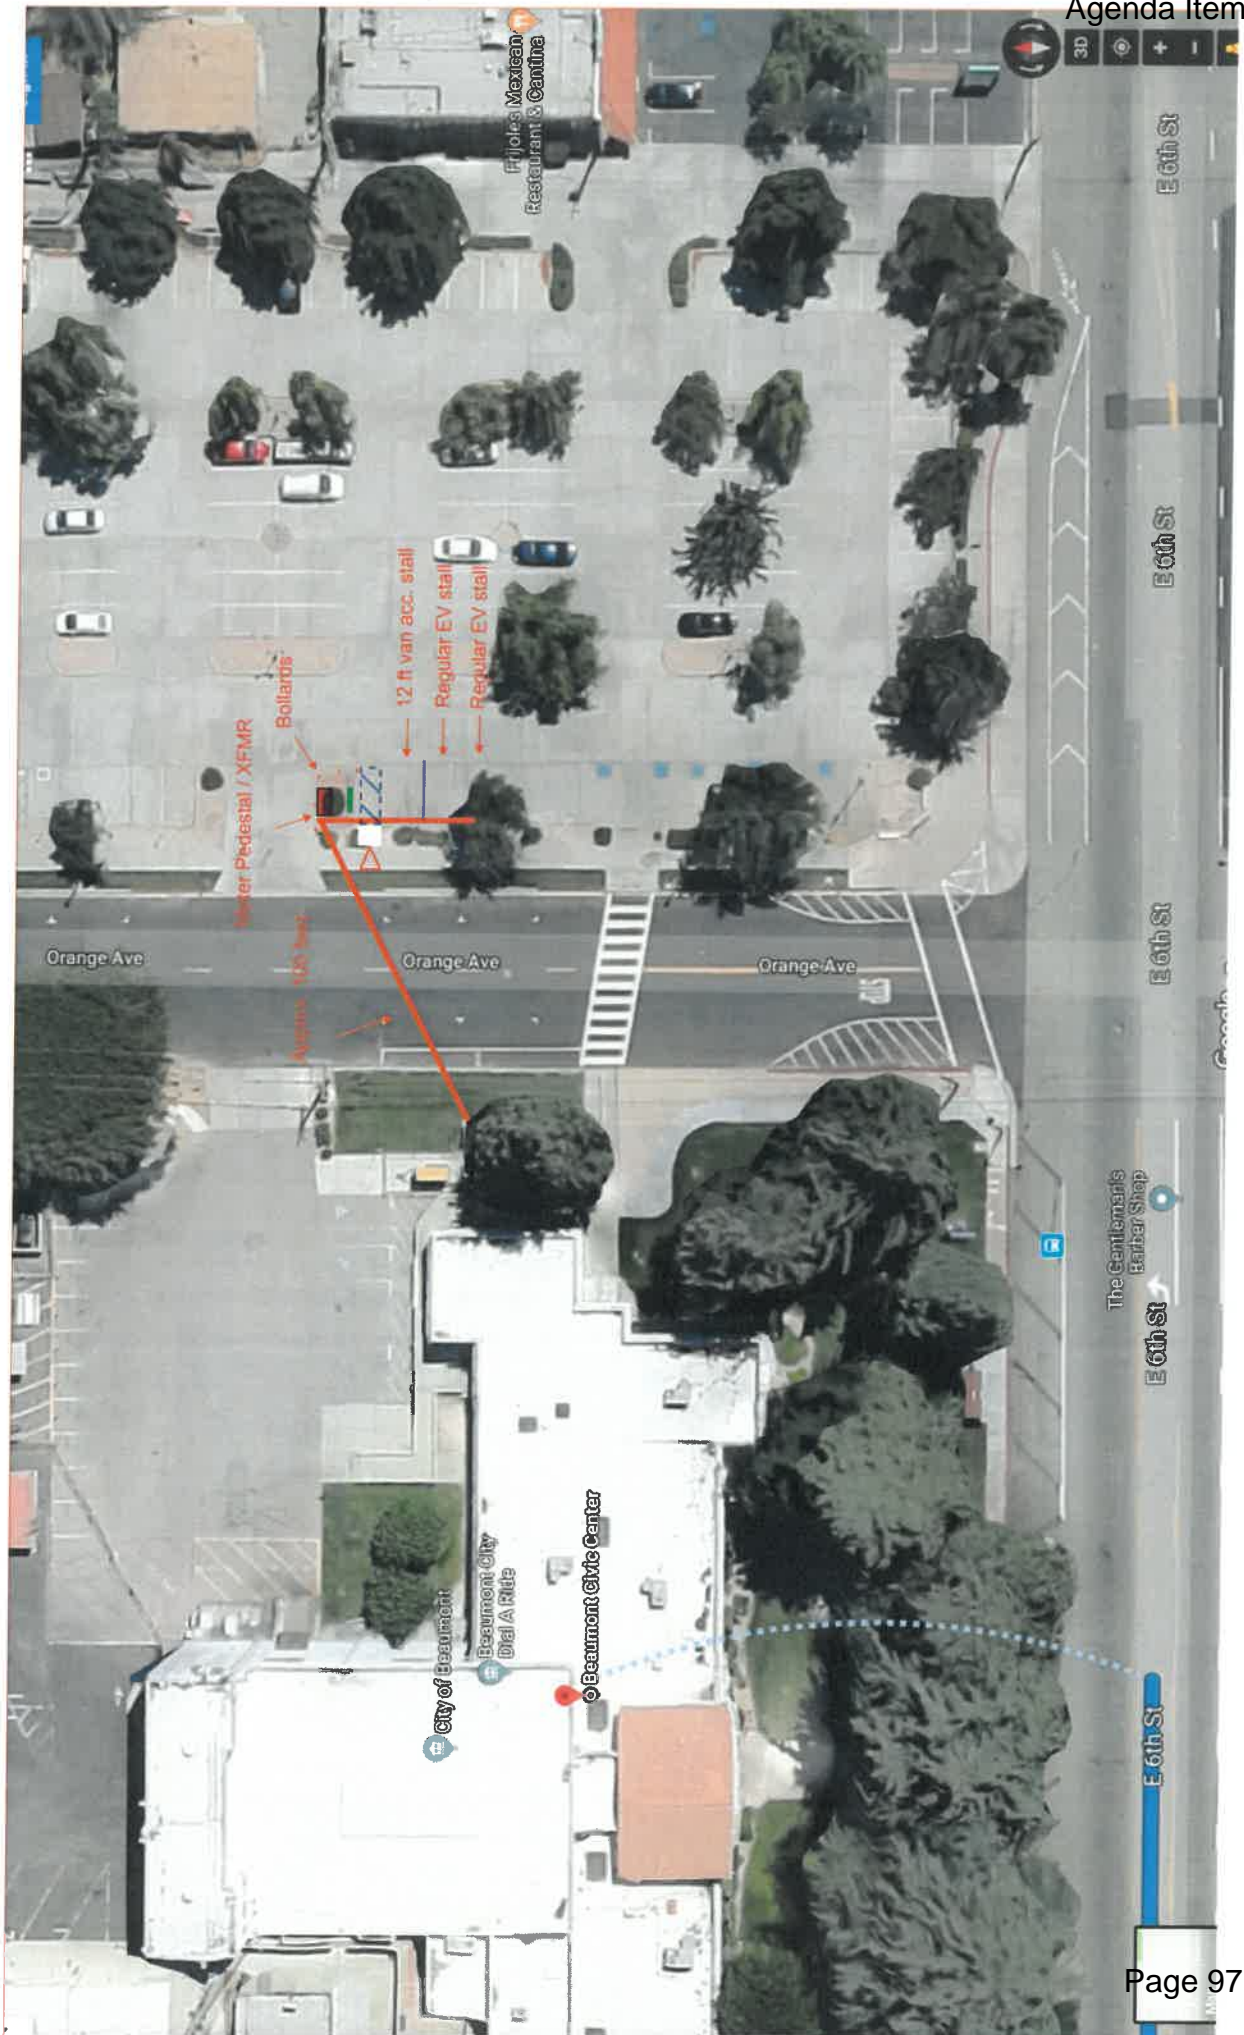 Agenda Item
3D
Frijoles Mexican
Restaurant & Cantina
E 6th St
E 6th St
12 ft van acc. stall
Regular EV stall
Regular EV stall
Bollards
Pedestal / XFMR
Orange Ave
Orange Ave
Orange Ave
STOP
E 6th St
The Gentleman's
Barber Shop
E 6th St
Beaumont Civic Center
Beaumont City
Dial A Ride
City of Beaumont
E 6th St
Page 97